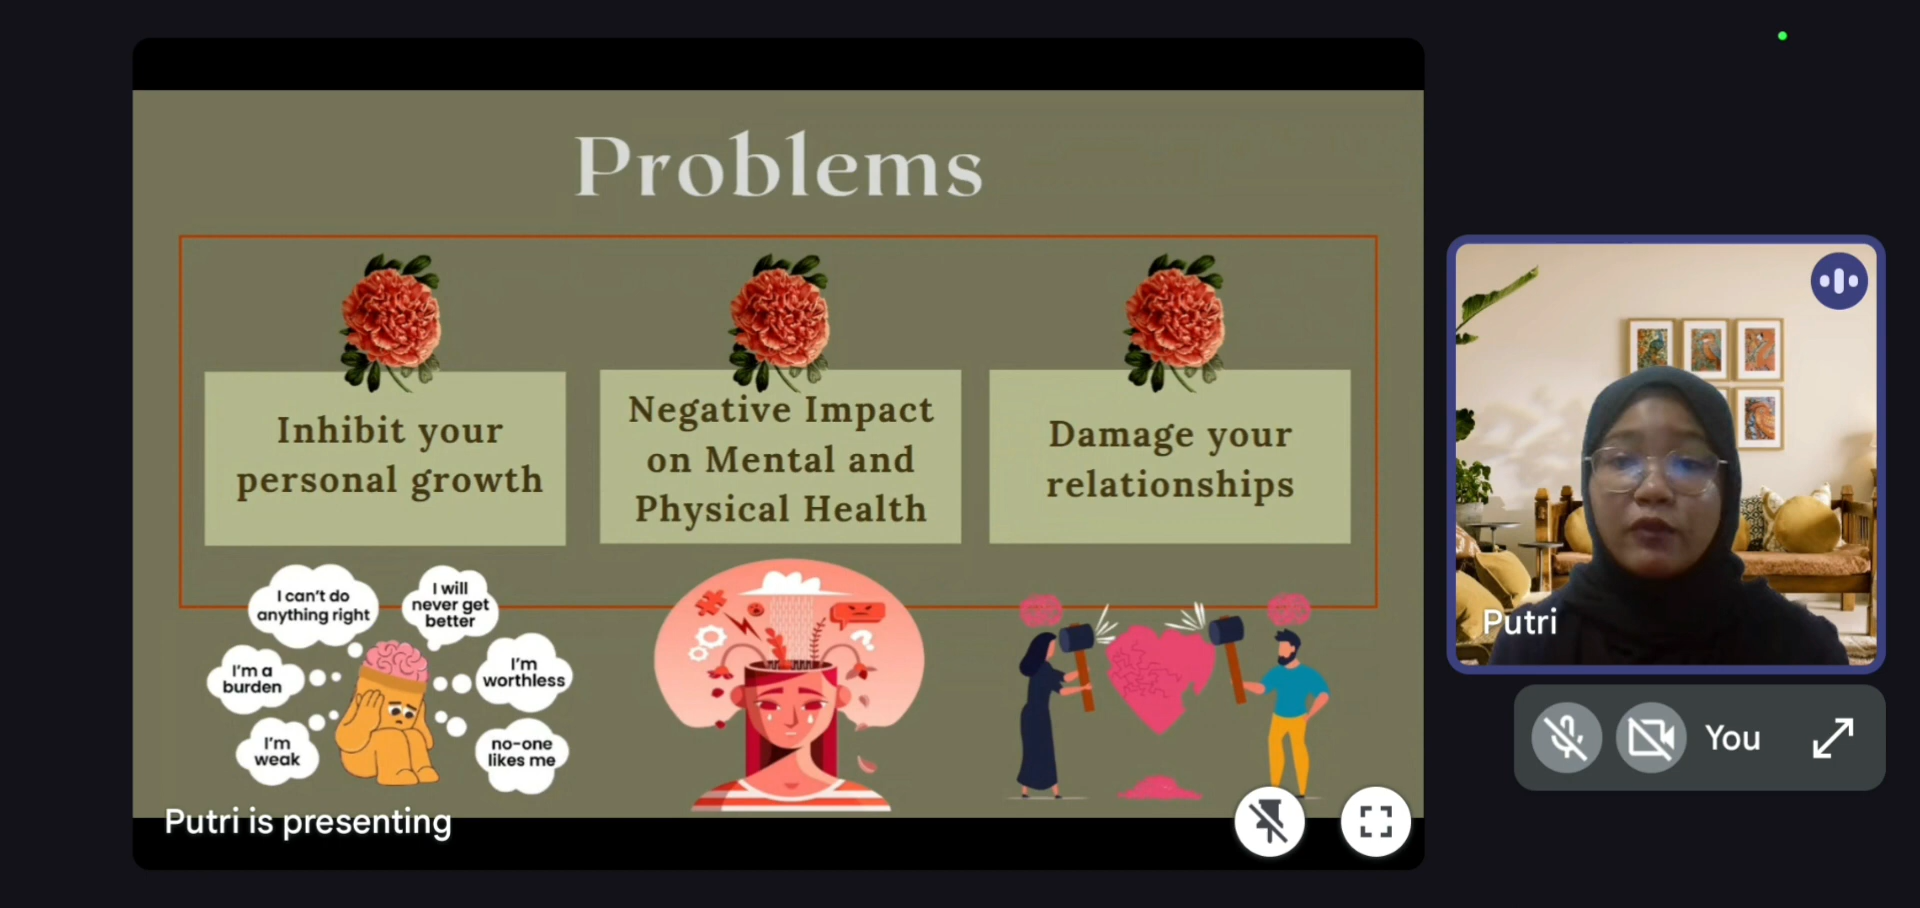 Problems
Inhibit your
personal growth
Negative Impact
on Mental and
Physical Health
Damage your
relationships
I can't do
anything right
I will
never get
better
I'm a
burden
I'm
worthless
I'm
weak
no-one
likes me
Putri is presenting
Putri
You